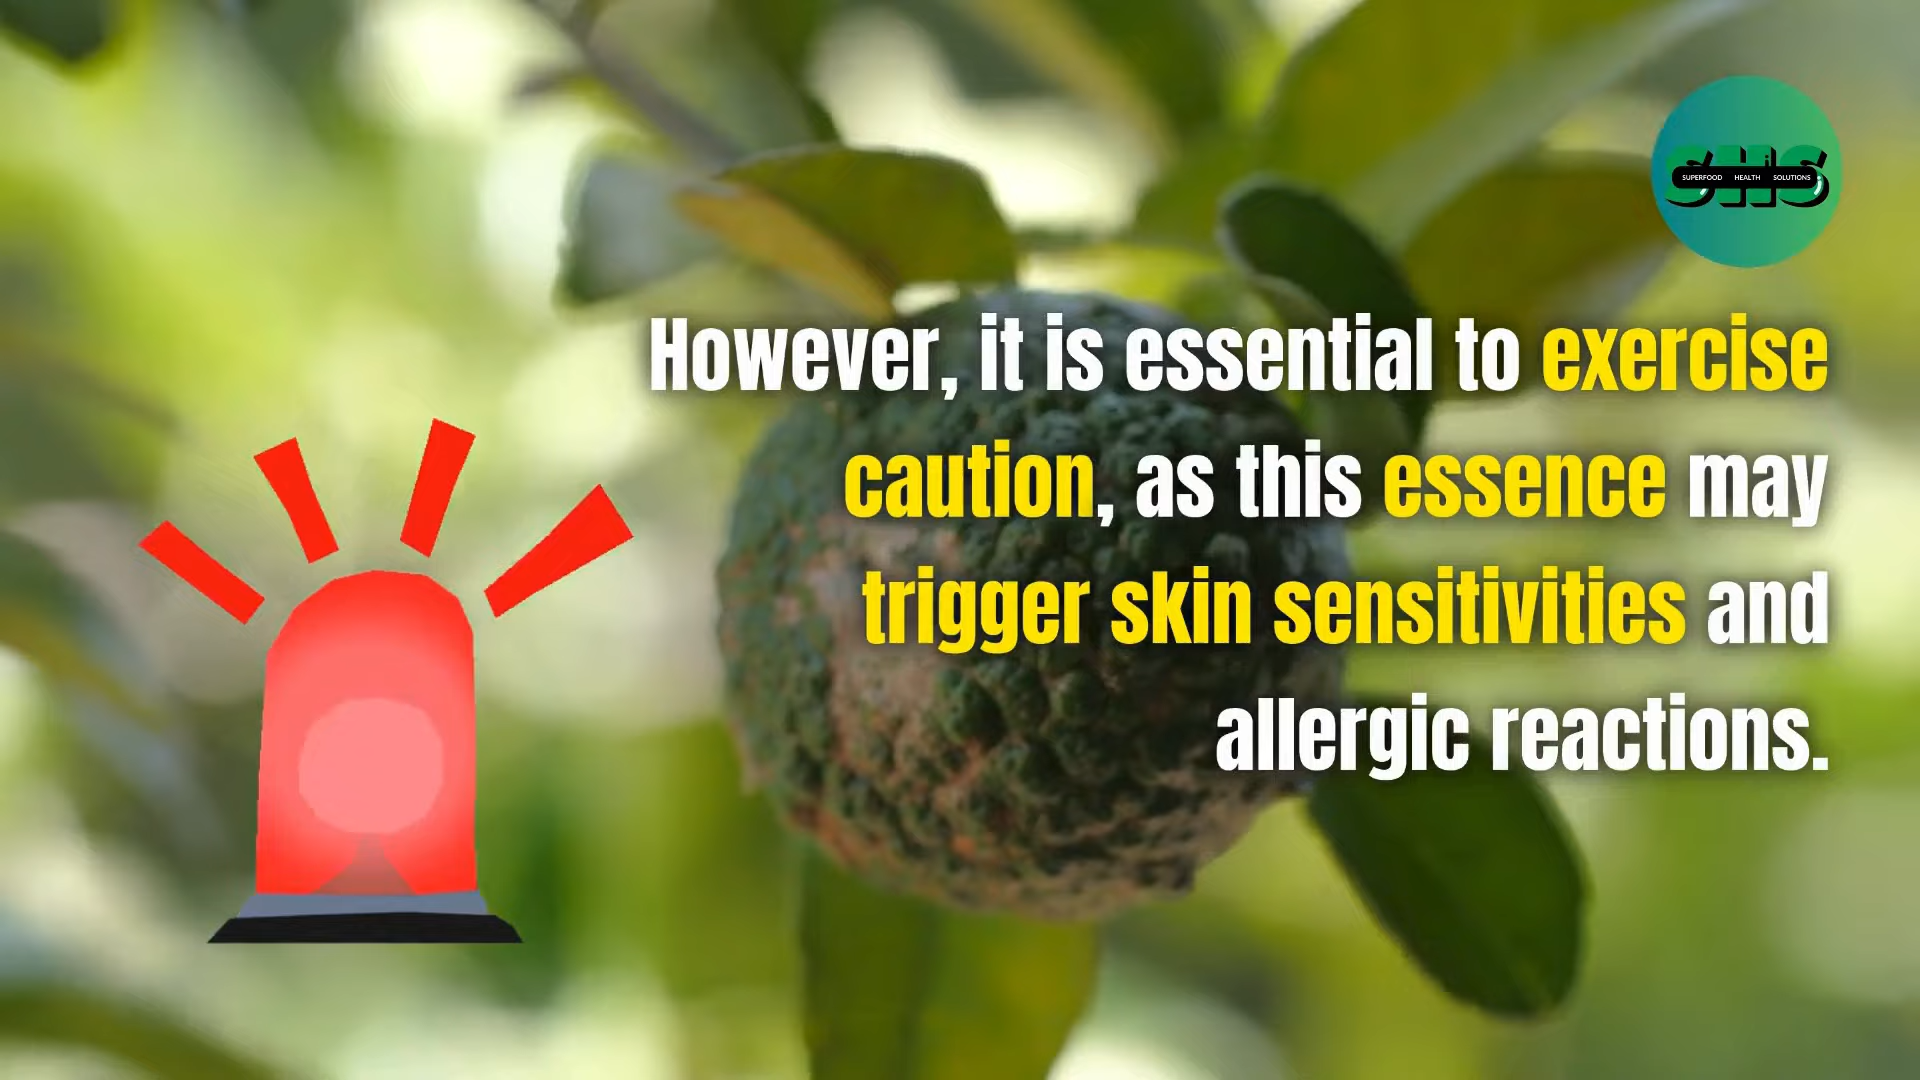 SHS
SUPERFOOD HEALTH SOLUTIONS
However, it is essential to exercise
caution, as this essence may
trigger skin sensitivities and
allergic reactions.